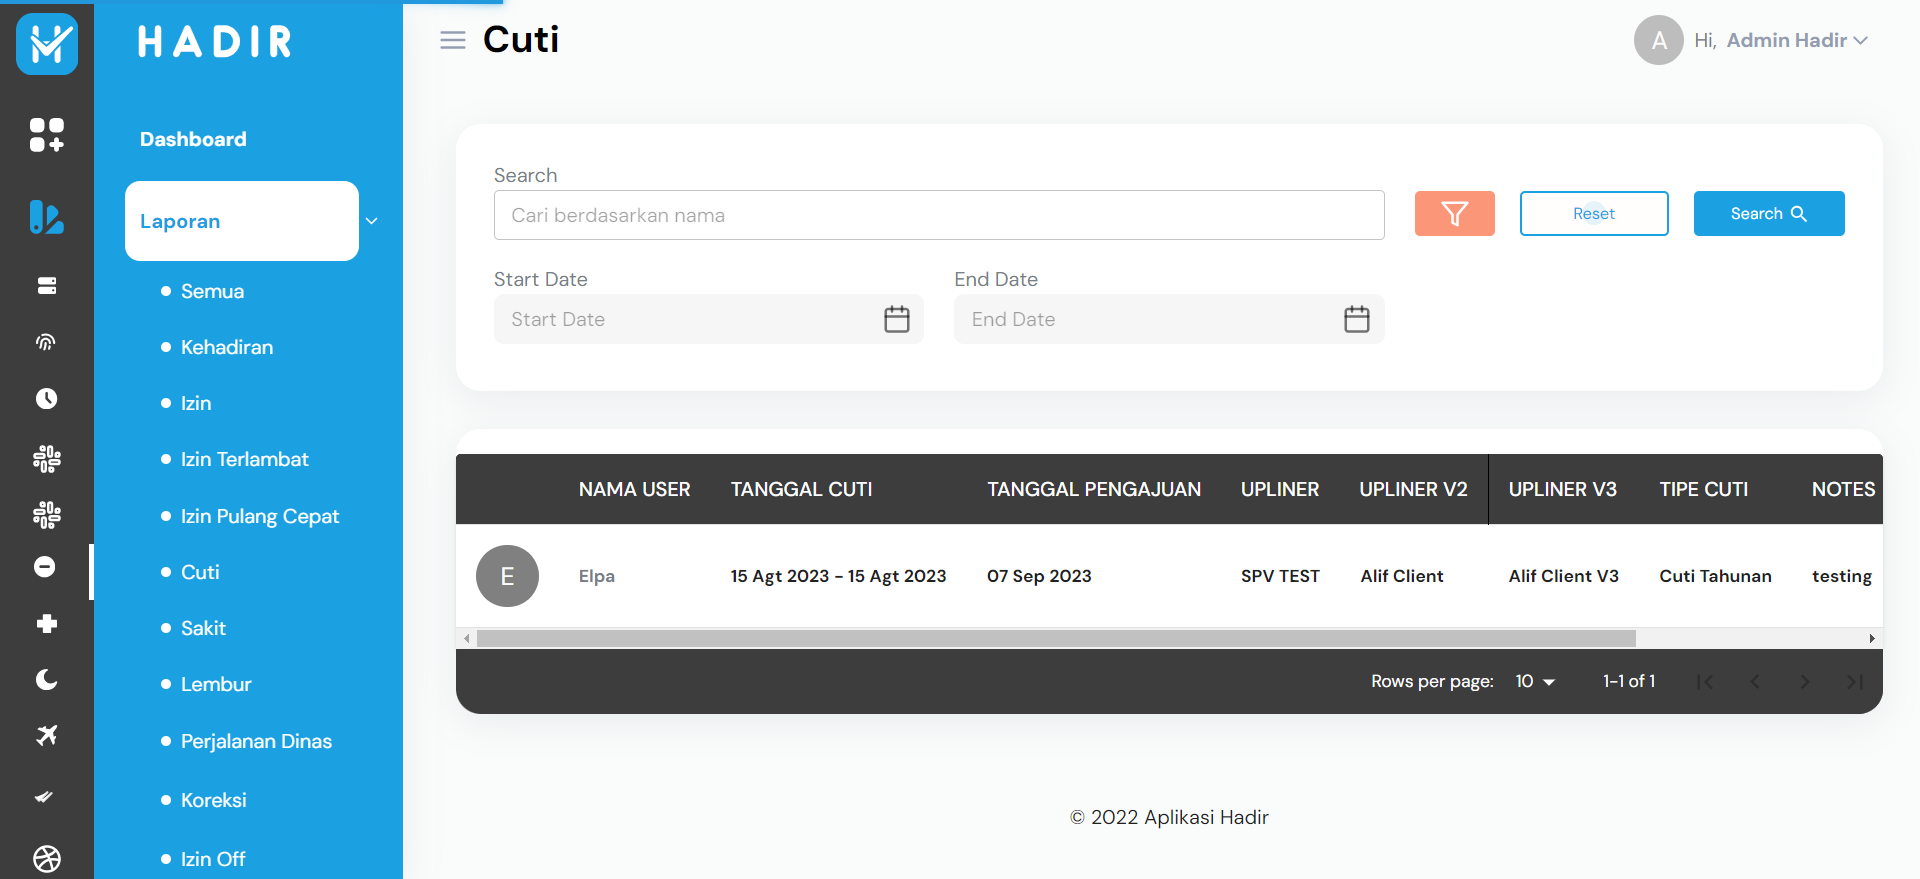 HADIR
Cuti
A Hi, Admin Hadir
Dashboard
Laporan
Semua
Kehadiran
Izin
Izin Terlambat
Izin Pulang Cepat
Cuti
Sakit
Lembur
Perjalanan Dinas
Koreksi
Izin Off
Search
Cari berdasarkan nama
Reset
Search
Start Date End Date
Start Date End Date
NAMA USER TANGGAL CUTI TANGGAL PENGAJUAN UPLINER UPLINER V2 UPLINER V3 TIPE CUTI NOTES
E Elpa 15 Agt 2023 - 15 Agt 2023 07 Sep 2023 SPV TEST Alif Client Alif Client V3 Cuti Tahunan testing
Rows per page: 10 1-1 of 1
© 2022 Aplikasi Hadir